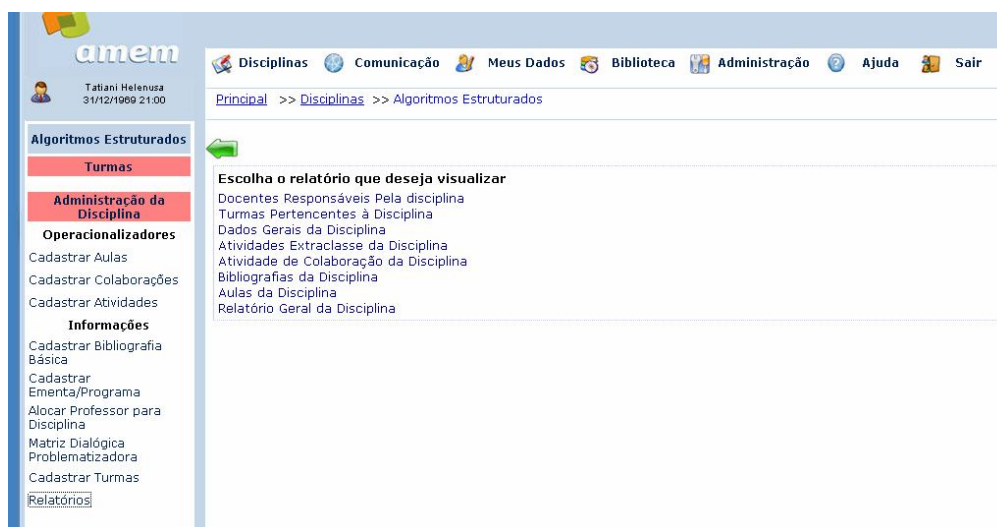 amem
Tatiani Helenusa
31/12/1969 21:00
Disciplinas Comunicação Meus Dados Biblioteca Administração Ajuda Sair
Principal >> Disciplinas >> Algoritmos Estruturados
Algoritmos Estruturados
Turmas
Administração da
Disciplina
Operacionalizadores
Cadastrar Aulas
Cadastrar Colaborações
Cadastrar Atividades
Informações
Cadastrar Bibliografia
Básica
Cadastrar
Ementa/Programa
Alocar Professor para
Disciplina
Matriz Dialógica
Problematizadora
Cadastrar Turmas
Relatórios
Escolha o relatório que deseja visualizar
Docentes Responsáveis Pela disciplina
Turmas Pertencentes à Disciplina
Dados Gerais da Disciplina
Atividades Extraclasse da Disciplina
Atividade de Colaboração da Disciplina
Bibliografias da Disciplina
Aulas da Disciplina
Relatório Geral da Disciplina